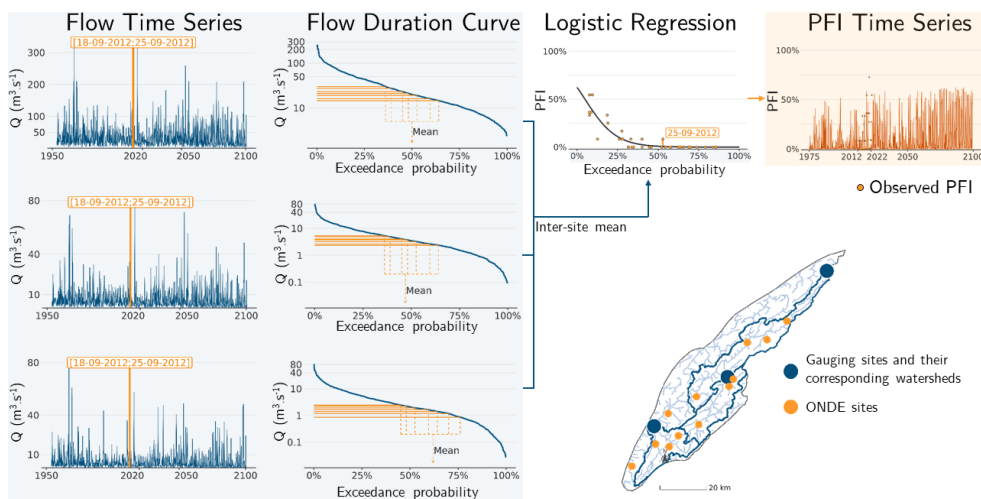 Flow Time Series
Flow Duration Curve
Logistic Regression
PFI Time Series
[18-09-2012;25-09-2012]
Q (m³.s⁻¹)
300
200
100
50
1950
2020
2050
2100
Q (m³.s⁻¹)
300
200
100
10
Mean
0%
25%
50%
75%
100%
Exceedance probability
PFI
100%
50%
0%
25-09-2012
0%
25%
50%
75%
100%
Exceedance probability
100%
50%
0%
1975
2012
2022
2050
2100
Observed PFI
[18-09-2012;25-09-2012]
Q (m³.s⁻¹)
80
40
10
1950
2020
2050
2100
Q (m³.s⁻¹)
80
40
10
1
0.1
Mean
0%
25%
50%
75%
100%
Exceedance probability
Inter-site mean
[18-09-2012;25-09-2012]
Q (m³.s⁻¹)
80
40
10
1950
2020
2050
2100
Q (m³.s⁻¹)
80
40
10
1
0.1
Mean
0%
25%
50%
75%
100%
Exceedance probability
Gauging sites and their
corresponding watersheds
ONDE sites
20 km